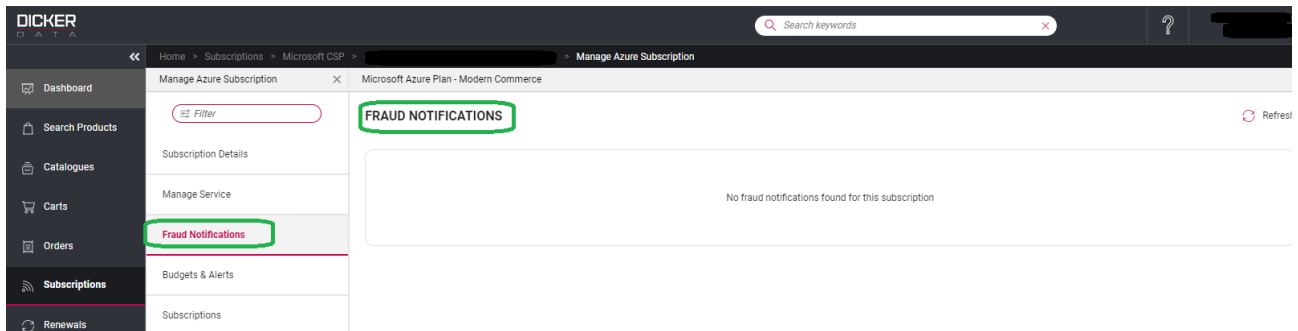 DICKER
DATA
Search keywords
Home > Subscriptions > Microsoft CSP > > Manage Azure Subscription
Dashboard
Search Products
Catalogues
Carts
Orders
Subscriptions
Renewals
Manage Azure Subscription
Filter
Subscription Details
Manage Service
Fraud Notifications
Budgets & Alerts
Subscriptions
Microsoft Azure Plan - Modern Commerce
FRAUD NOTIFICATIONS
Refresh
No fraud notifications found for this subscription